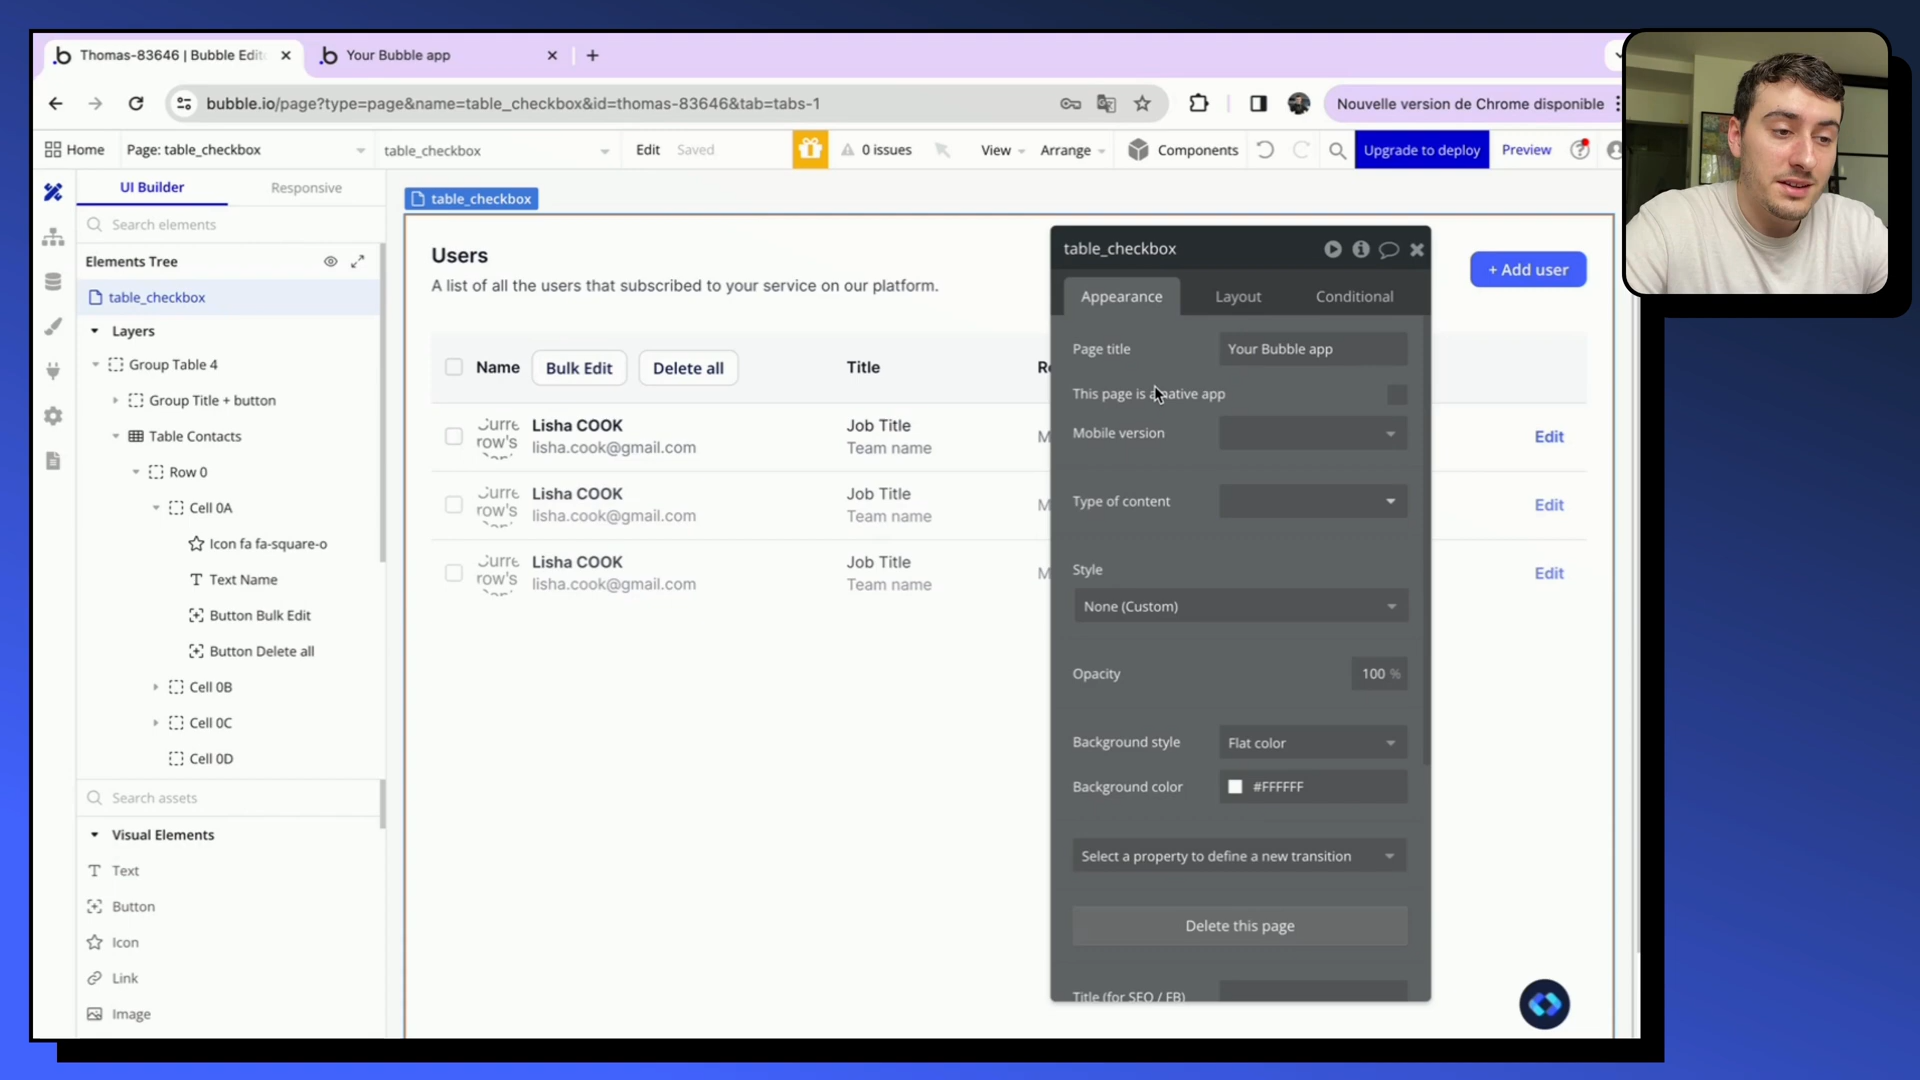 Thomas-83646 | Bubble Edit
Your Bubble app
bubble.io/page?type=page&name=table_checkbox&id=thomas-83646&tab=tabs-1
Nouvelle version de Chrome disponible
Home
Page: table_checkbox
table_checkbox
Edit
Saved
0 issues
View
Arrange
Components
Upgrade to deploy
Preview
UI Builder
Responsive
Search elements
Elements Tree
table_checkbox
Layers
Group Table 4
Group Title + button
Table Contacts
Row 0
Cell 0A
Icon fa fa-square-o
Text Name
Button Bulk Edit
Button Delete all
Cell 0B
Cell 0C
Cell 0D
Search assets
Visual Elements
Text
Button
Icon
Link
Image
table_checkbox
Users
A list of all the users that subscribed to your service on our platform.
+ Add user
Name
Bulk Edit
Delete all
Title
Lisha COOK
lisha.cook@gmail.com
Job Title
Team name
Edit
row's
Lisha COOK
lisha.cook@gmail.com
Job Title
Team name
Edit
row's
Lisha COOK
lisha.cook@gmail.com
Job Title
Team name
Edit
row's
table_checkbox
Appearance
Layout
Conditional
Page title
Your Bubble app
This page is a native app
Mobile version
Type of content
Style
None (Custom)
Opacity
100 %
Background style
Flat color
Background color
#FFFFFF
Select a property to define a new transition
Delete this page
Title (for SEO / FB)